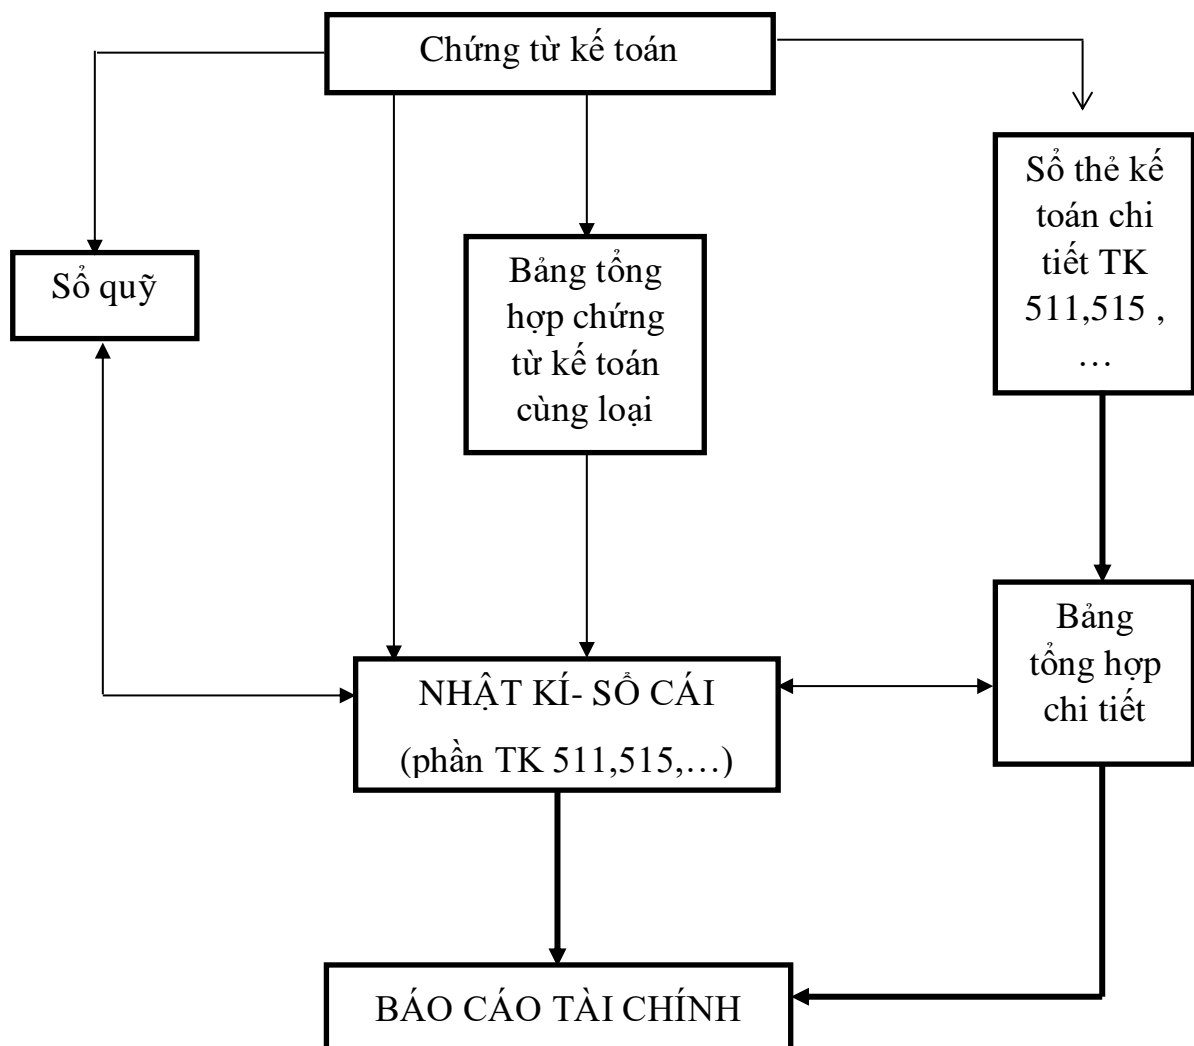 Chứng từ kế toán
Sổ thẻ kế
toán chi
tiết TK
511,515 ,
…
Sổ quỹ
Bảng tổng
hợp chứng
từ kế toán
cùng loại
Bảng
tổng hợp
chi tiết
NHẬT KÍ- SỔ CÁI
(phần TK 511,515,…)
BÁO CÁO TÀI CHÍNH